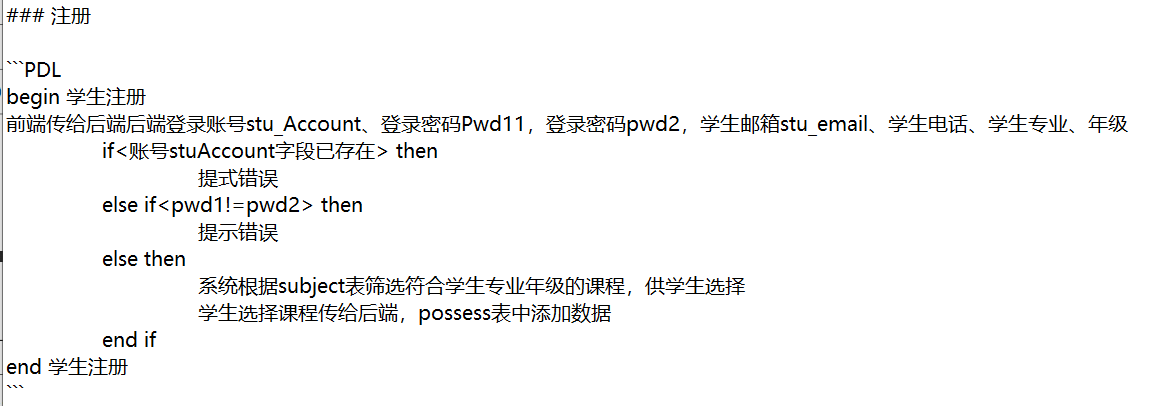 ### 注册
```PDL
begin 学生注册
前端传给后端后端登录账号stu_Account、登录密码Pwd11，登录密码pwd2，学生邮箱stu_email、学生电话、学生专业、年级
if<账号stuAccount字段已存在> then
提式错误
else if<pwd1!=pwd2> then
提示错误
else then
系统根据subject表筛选符合学生专业年级的课程，供学生选择
学生选择课程传给后端，possess表中添加数据
end if
end 学生注册
```